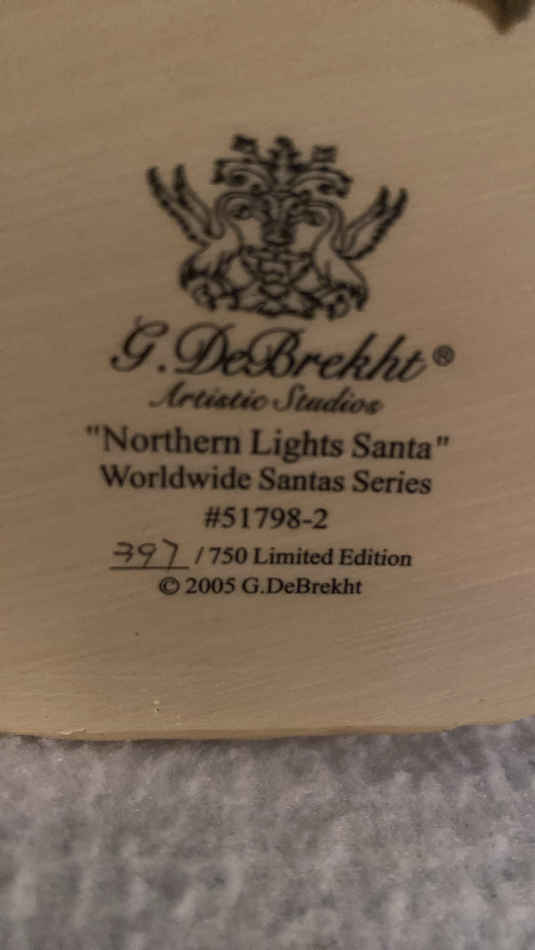 G.DeBrekht®
Artistic Studios
"Northern Lights Santa"
Worldwide Santas Series
#51798-2
397 / 750 Limited Edition
© 2005 G.DeBrekht